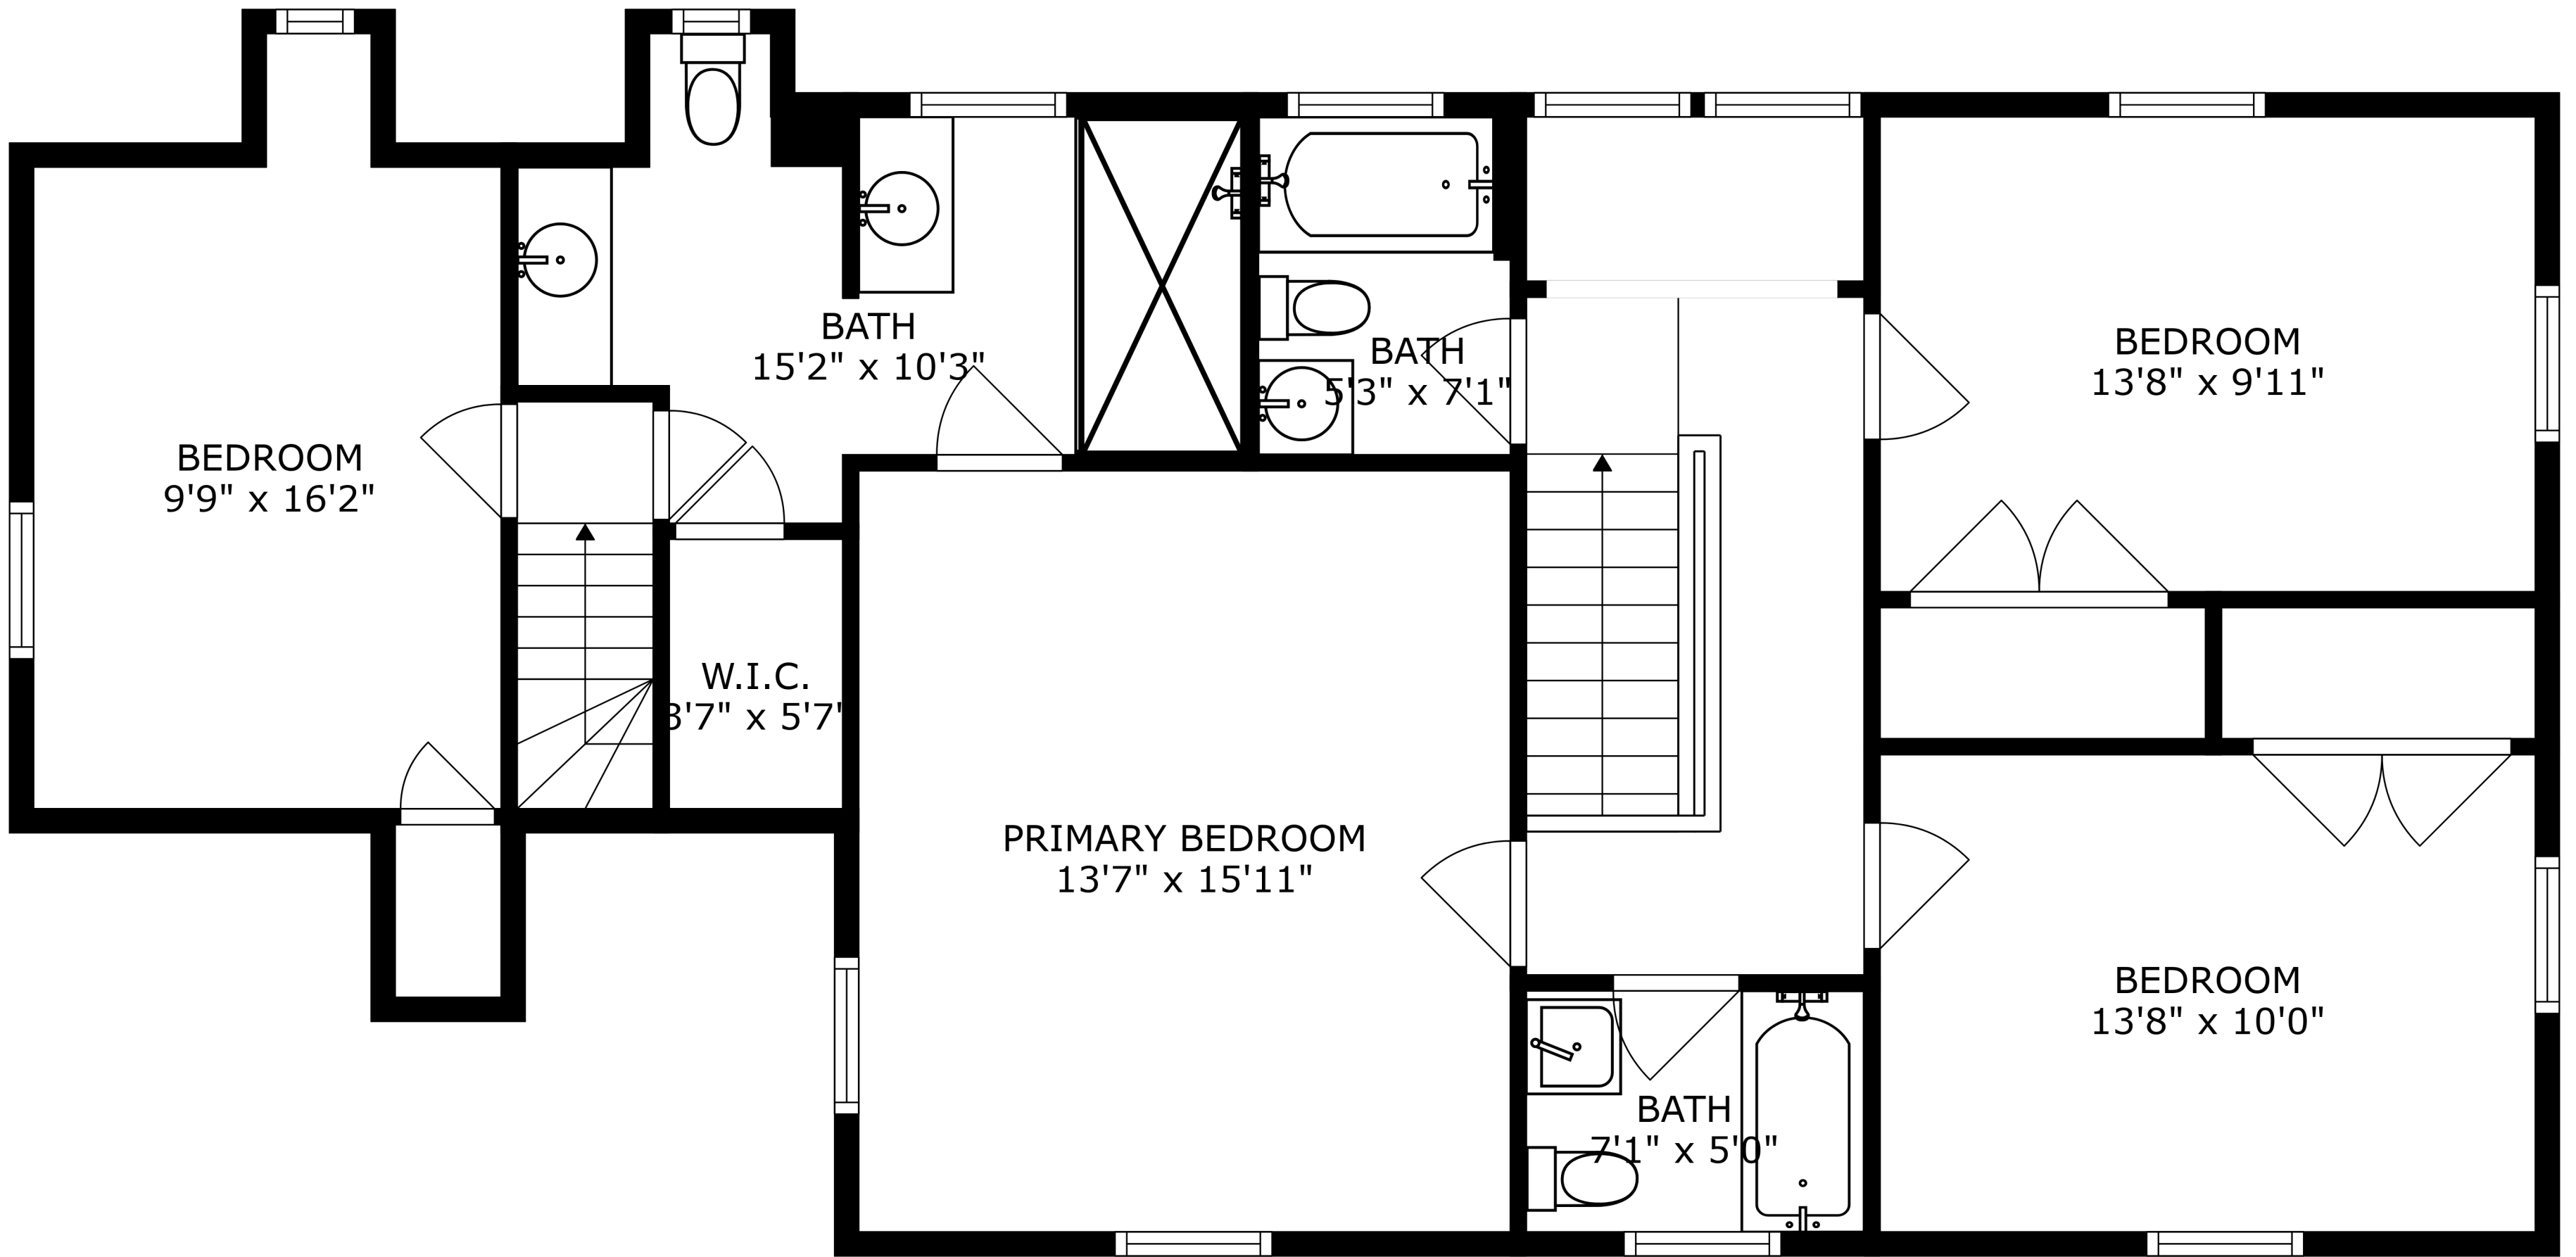 BATH
15'2" x 10'3"
BATH
5'3" x 7'1"
BEDROOM
13'8" x 9'11"
BEDROOM
9'9" x 16'2"
W.I.C.
3'7" x 5'7"
PRIMARY BEDROOM
13'7" x 15'11"
BEDROOM
13'8" x 10'0"
BATH
7'1" x 5'0"